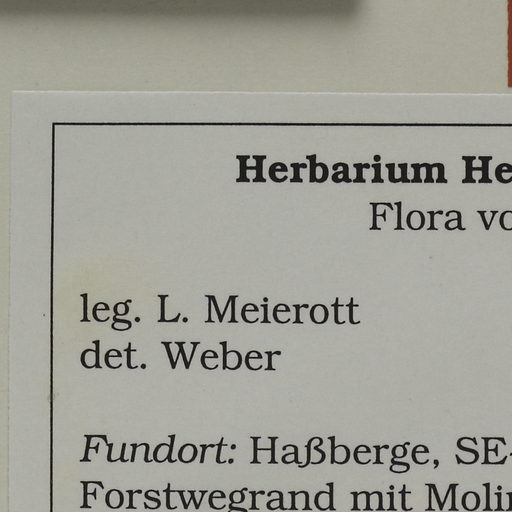 Herbarium He
Flora vo
leg. L. Meierott
det. Weber
Fundort: Haßberge, SE-
Forstwegrand mit Molin